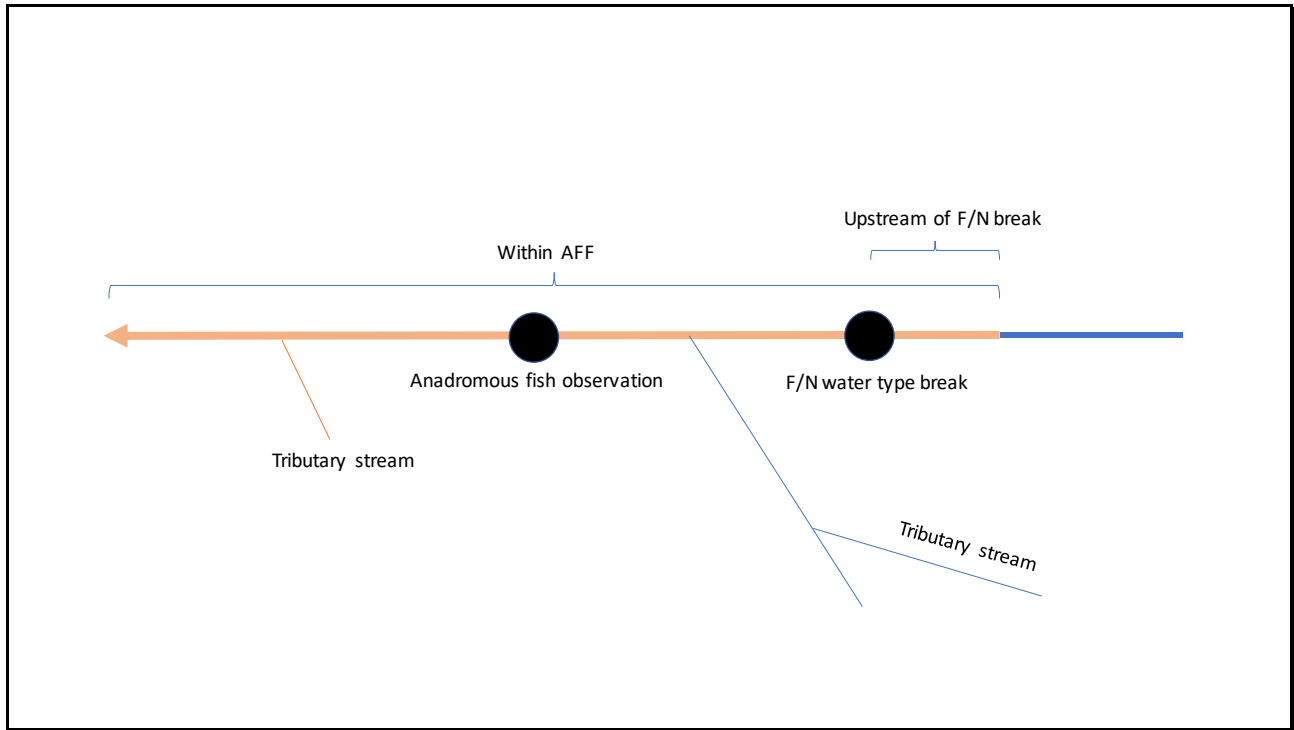 Upstream of F/N break
Within AFF
Anadromous fish observation
F/N water type break
Tributary stream
Tributary stream